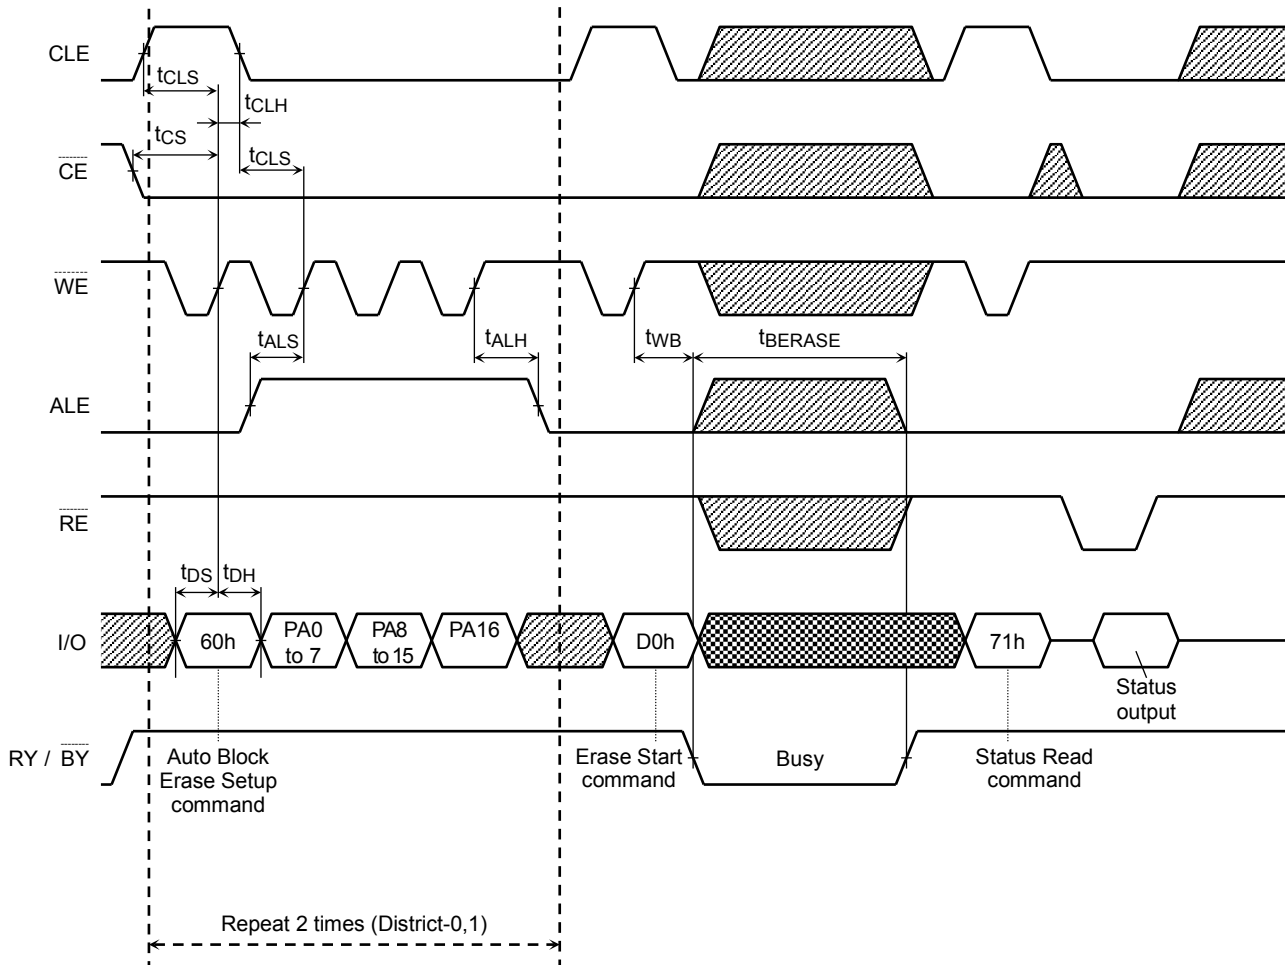 CLE
tCLS
tCLH
tCS
tCLS
CE
WE
tALS
tALH
tWB
tBERASE
ALE
RE
tDS
tDH
I/O
60h
PA0
to 7
PA8
to 15
PA16
D0h
71h
Status
output
RY / BY
Auto Block
Erase Setup
command
Erase Start
command
Busy
Status Read
command
Repeat 2 times (District-0,1)